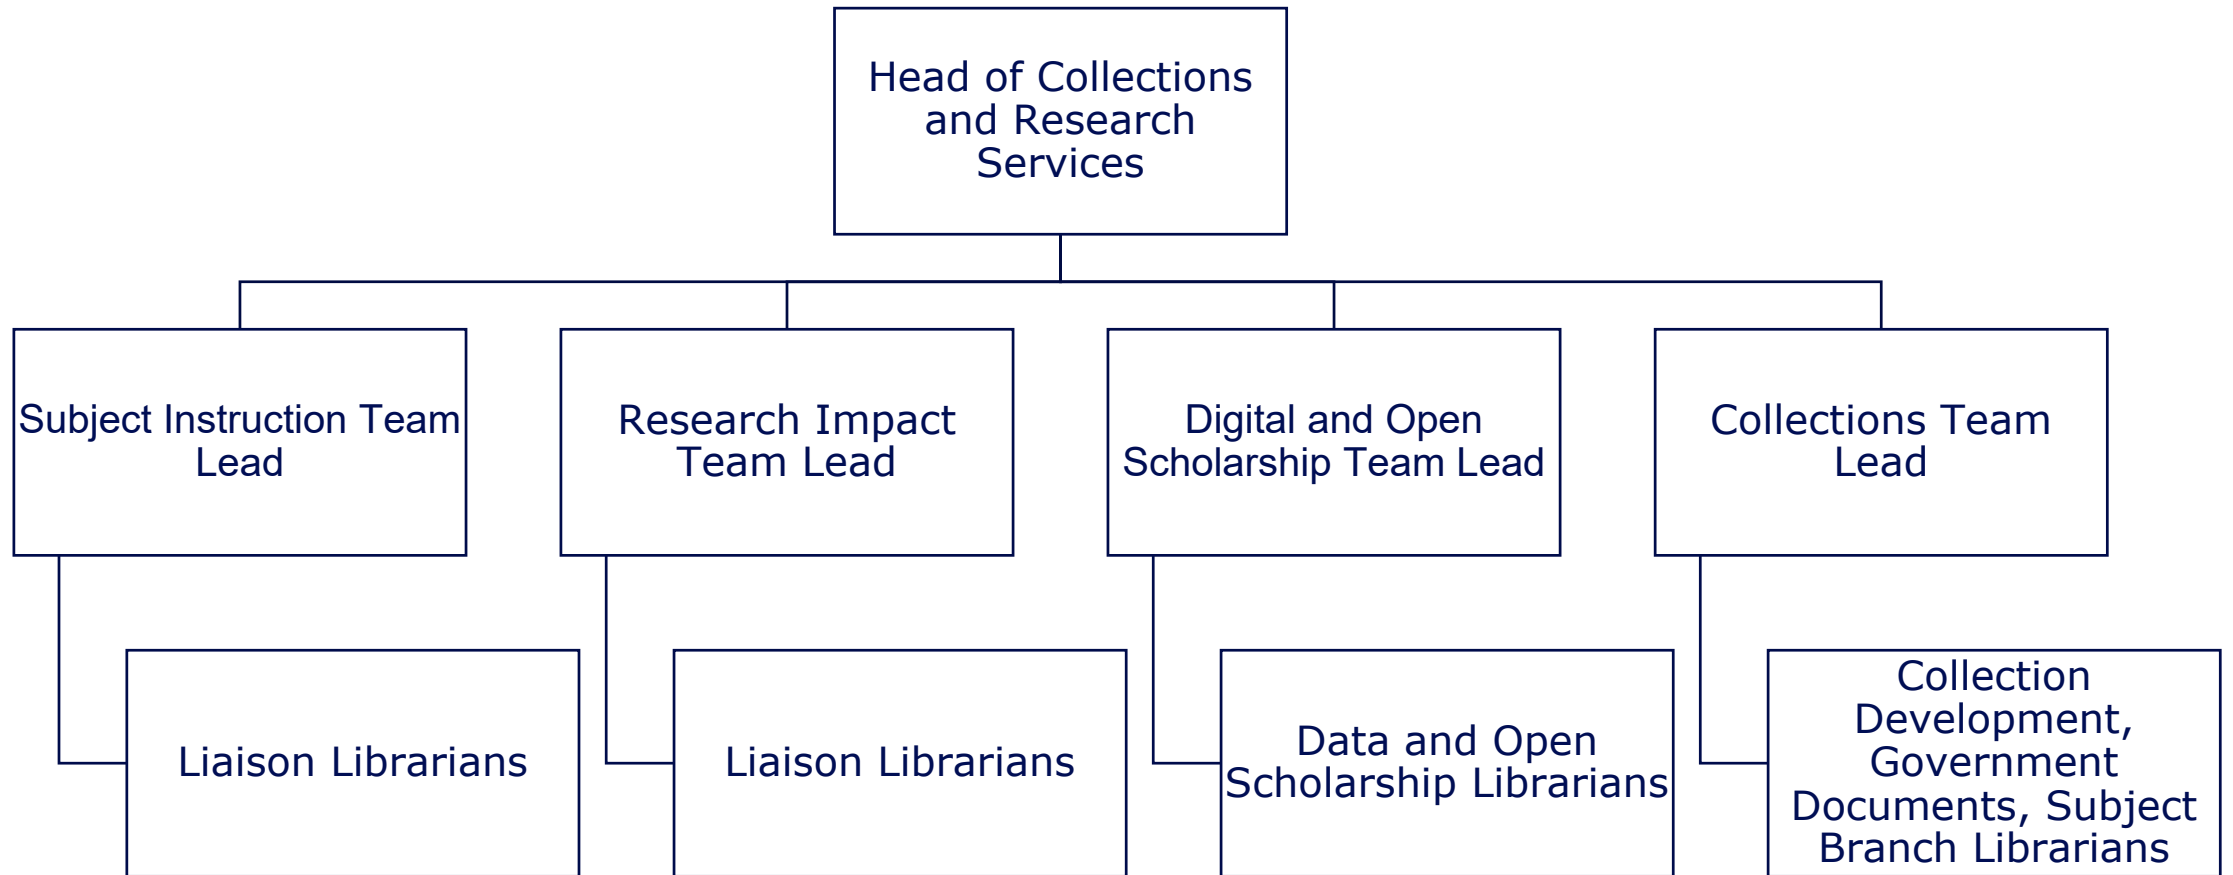 Head of Collections
and Research
Services
Subject Instruction Team
Lead
Research Impact
Team Lead
Digital and Open
Scholarship Team Lead
Collections Team
Lead
Liaison Librarians
Liaison Librarians
Data and Open
Scholarship Librarians
Collection
Development,
Government
Documents, Subject
Branch Librarians